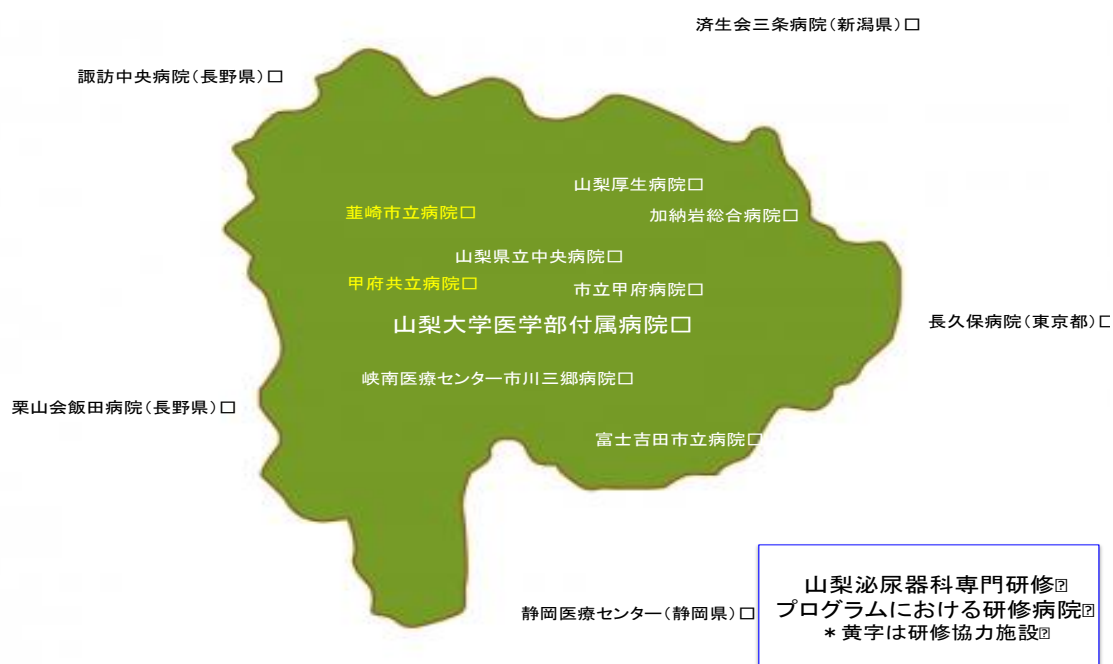 済生会三条病院(新潟県)□
諏訪中央病院(長野県)□
山梨厚生病院□
韮崎市立病院□
加納岩総合病院□
山梨県立中央病院□
甲府共立病院□
市立甲府病院□
山梨大学医学部付属病院□
長久保病院(東京都)□
峡南医療センター市川三郷病院□
栗山会飯田病院(長野県)□
富士吉田市立病院□
静岡医療センター(静岡県)□
山梨泌尿器科専門研修⍰
プログラムにおける研修病院⍰
*黄字は研修協力施設⍰